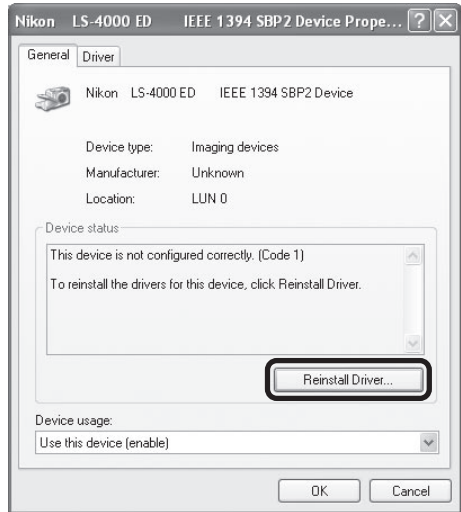 Nikon LS-4000 ED IEEE 1394 SBP2 Device Prope...
General Driver
Nikon LS-4000 ED IEEE 1394 SBP2 Device
Device type: Imaging devices
Manufacturer: Unknown
Location: LUN 0
Device status
This device is not configured correctly. (Code 1)
To reinstall the drivers for this device, click Reinstall Driver.
Reinstall Driver...
Device usage:
Use this device (enable)
OK Cancel